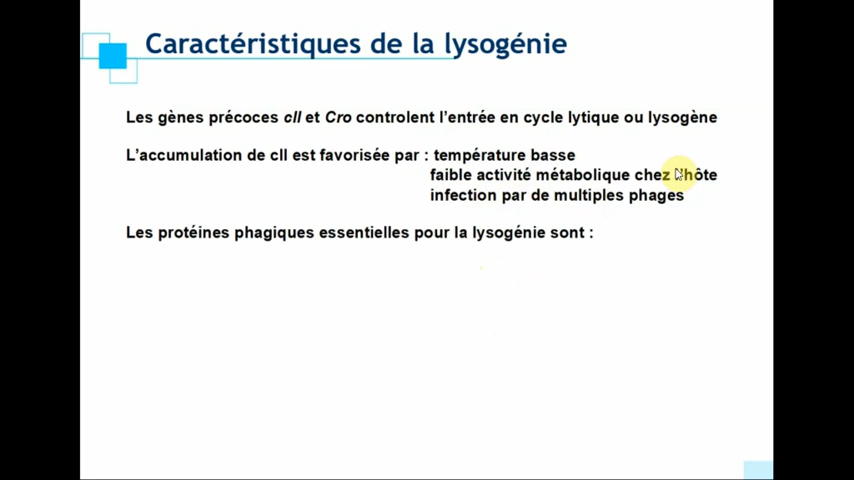 Caractéristiques de la lysogénie
Les gènes précoces cII et Cro controlent l'entrée en cycle lytique ou lysogène
L'accumulation de cII est favorisée par : température basse
faible activité métabolique chez l'hôte
infection par de multiples phages
Les protéines phagiques essentielles pour la lysogénie sont :